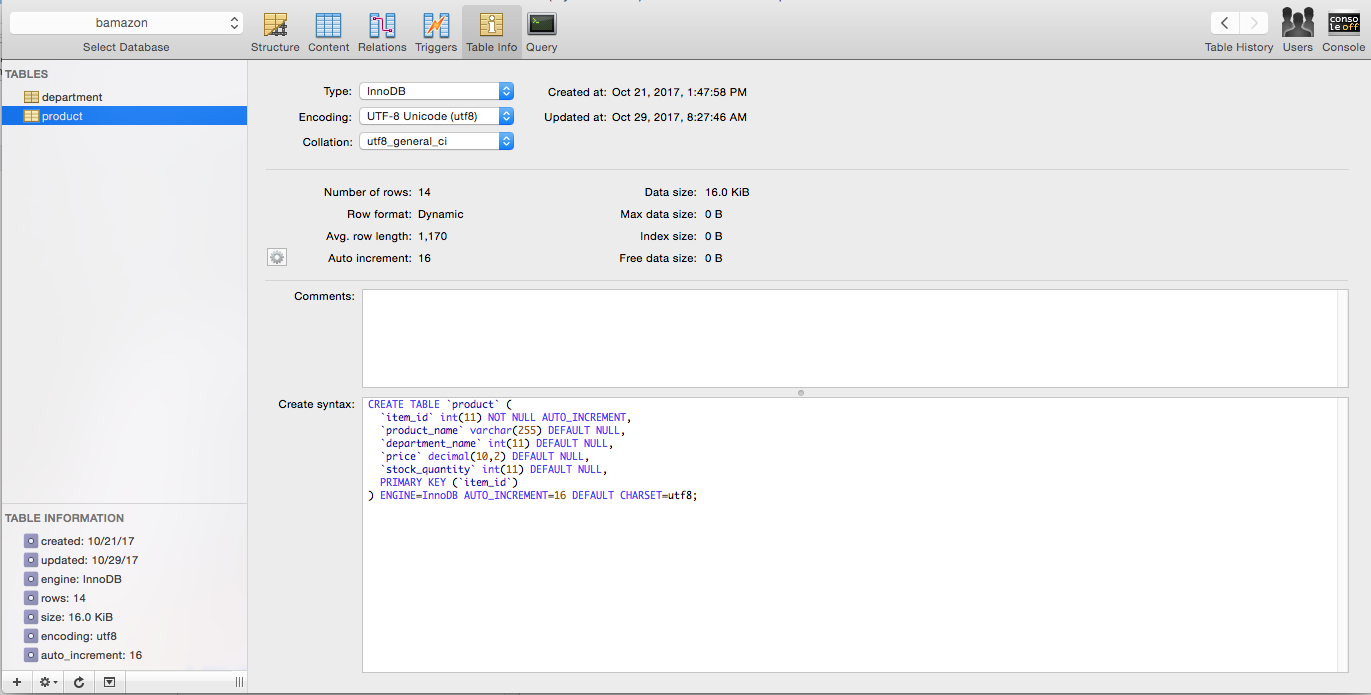 bamazon
Select Database
Structure
Content
Relations
Triggers
Table Info
Query
Table History
Users
conso
le off
Console
TABLES
department
product
Type: InnoDB
Encoding: UTF-8 Unicode (utf8)
Collation: utf8_general_ci
Created at: Oct 21, 2017, 1:47:58 PM
Updated at: Oct 29, 2017, 8:27:46 AM
Number of rows: 14
Row format: Dynamic
Avg. row length: 1,170
Auto increment: 16
Data size: 16.0 KiB
Max data size: 0 B
Index size: 0 B
Free data size: 0 B
Comments:
Create syntax:
CREATE TABLE `product` (
`item_id` int(11) NOT NULL AUTO_INCREMENT,
`product_name` varchar(255) DEFAULT NULL,
`department_name` int(11) DEFAULT NULL,
`price` decimal(10,2) DEFAULT NULL,
`stock_quantity` int(11) DEFAULT NULL,
PRIMARY KEY (`item_id`)
) ENGINE=InnoDB AUTO_INCREMENT=16 DEFAULT CHARSET=utf8;
TABLE INFORMATION
created: 10/21/17
updated: 10/29/17
engine: InnoDB
rows: 14
size: 16.0 KiB
encoding: utf8
auto_increment: 16